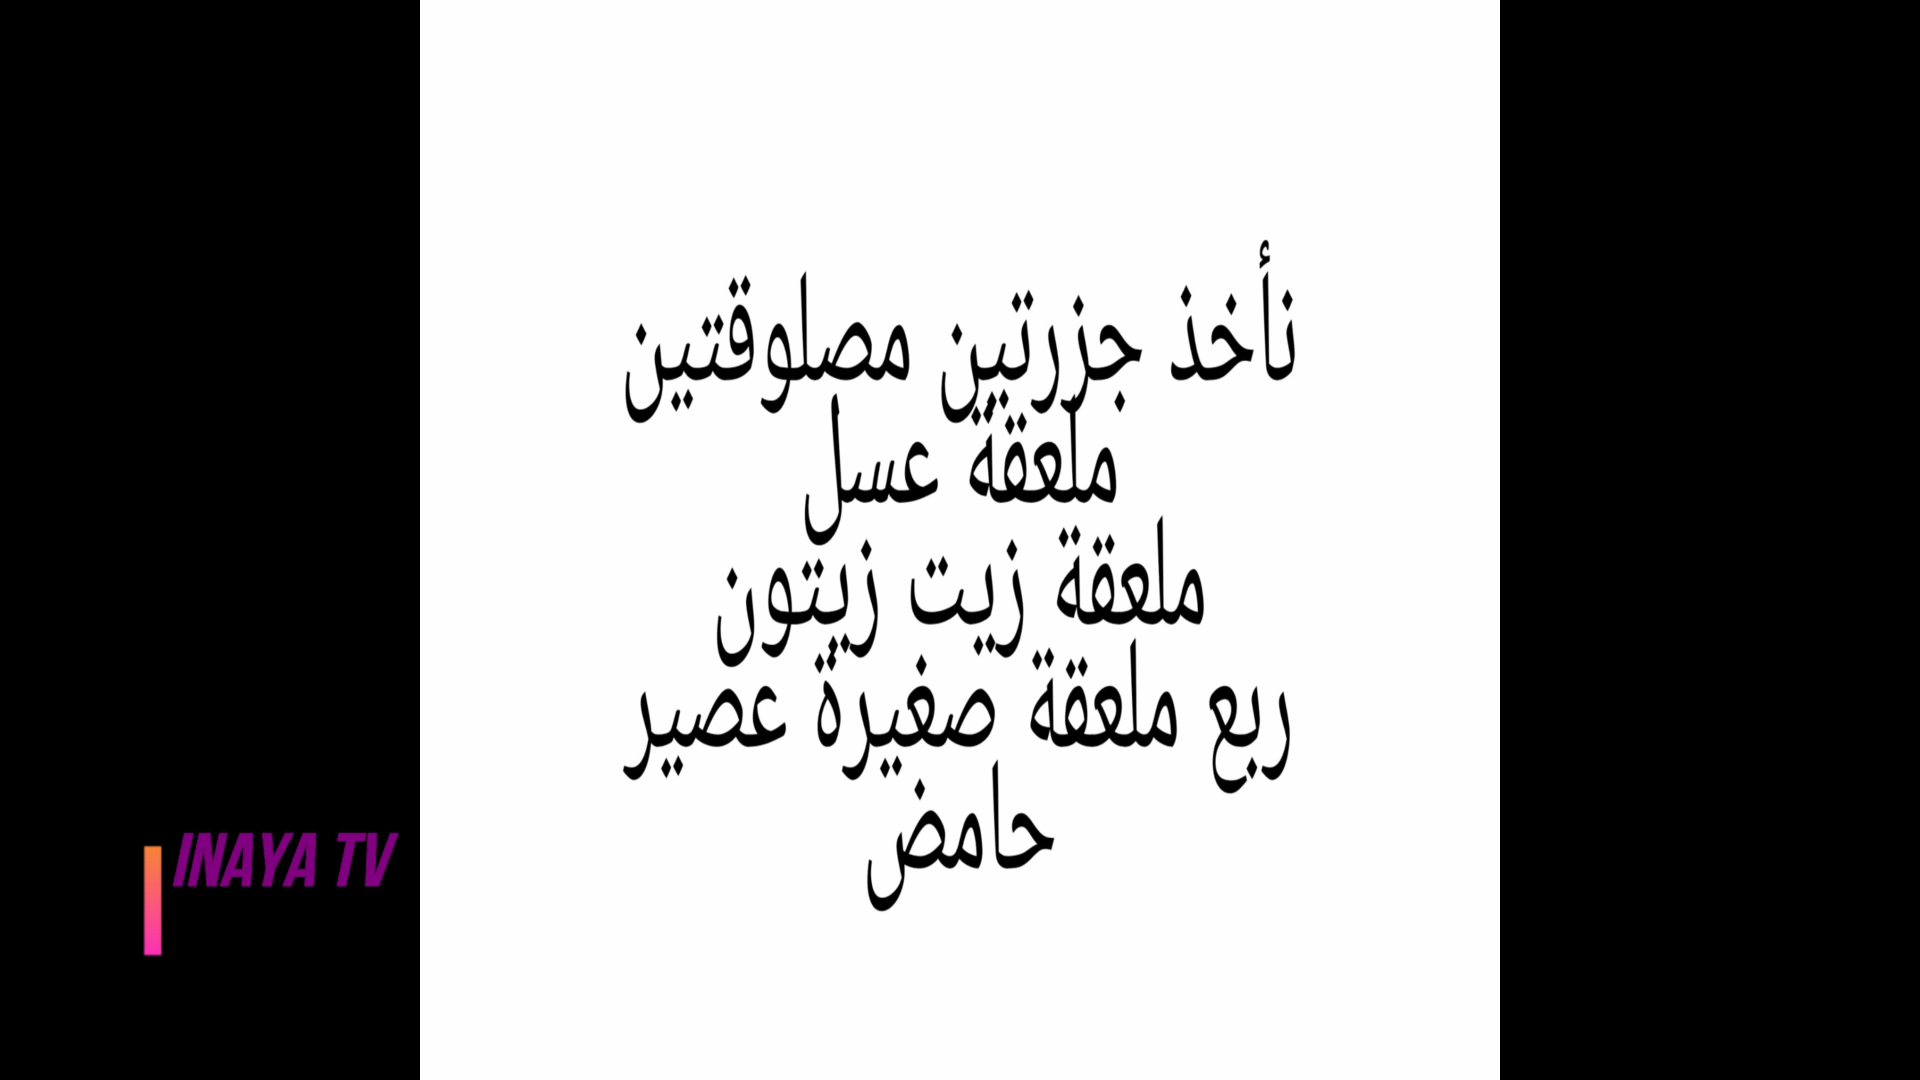 نأخذ جزرتين مصلوقتين
ملعقة عسل
ملعقة زيت زيتون
ربع ملعقة صغيرة عصير
حامض
INAYA TV